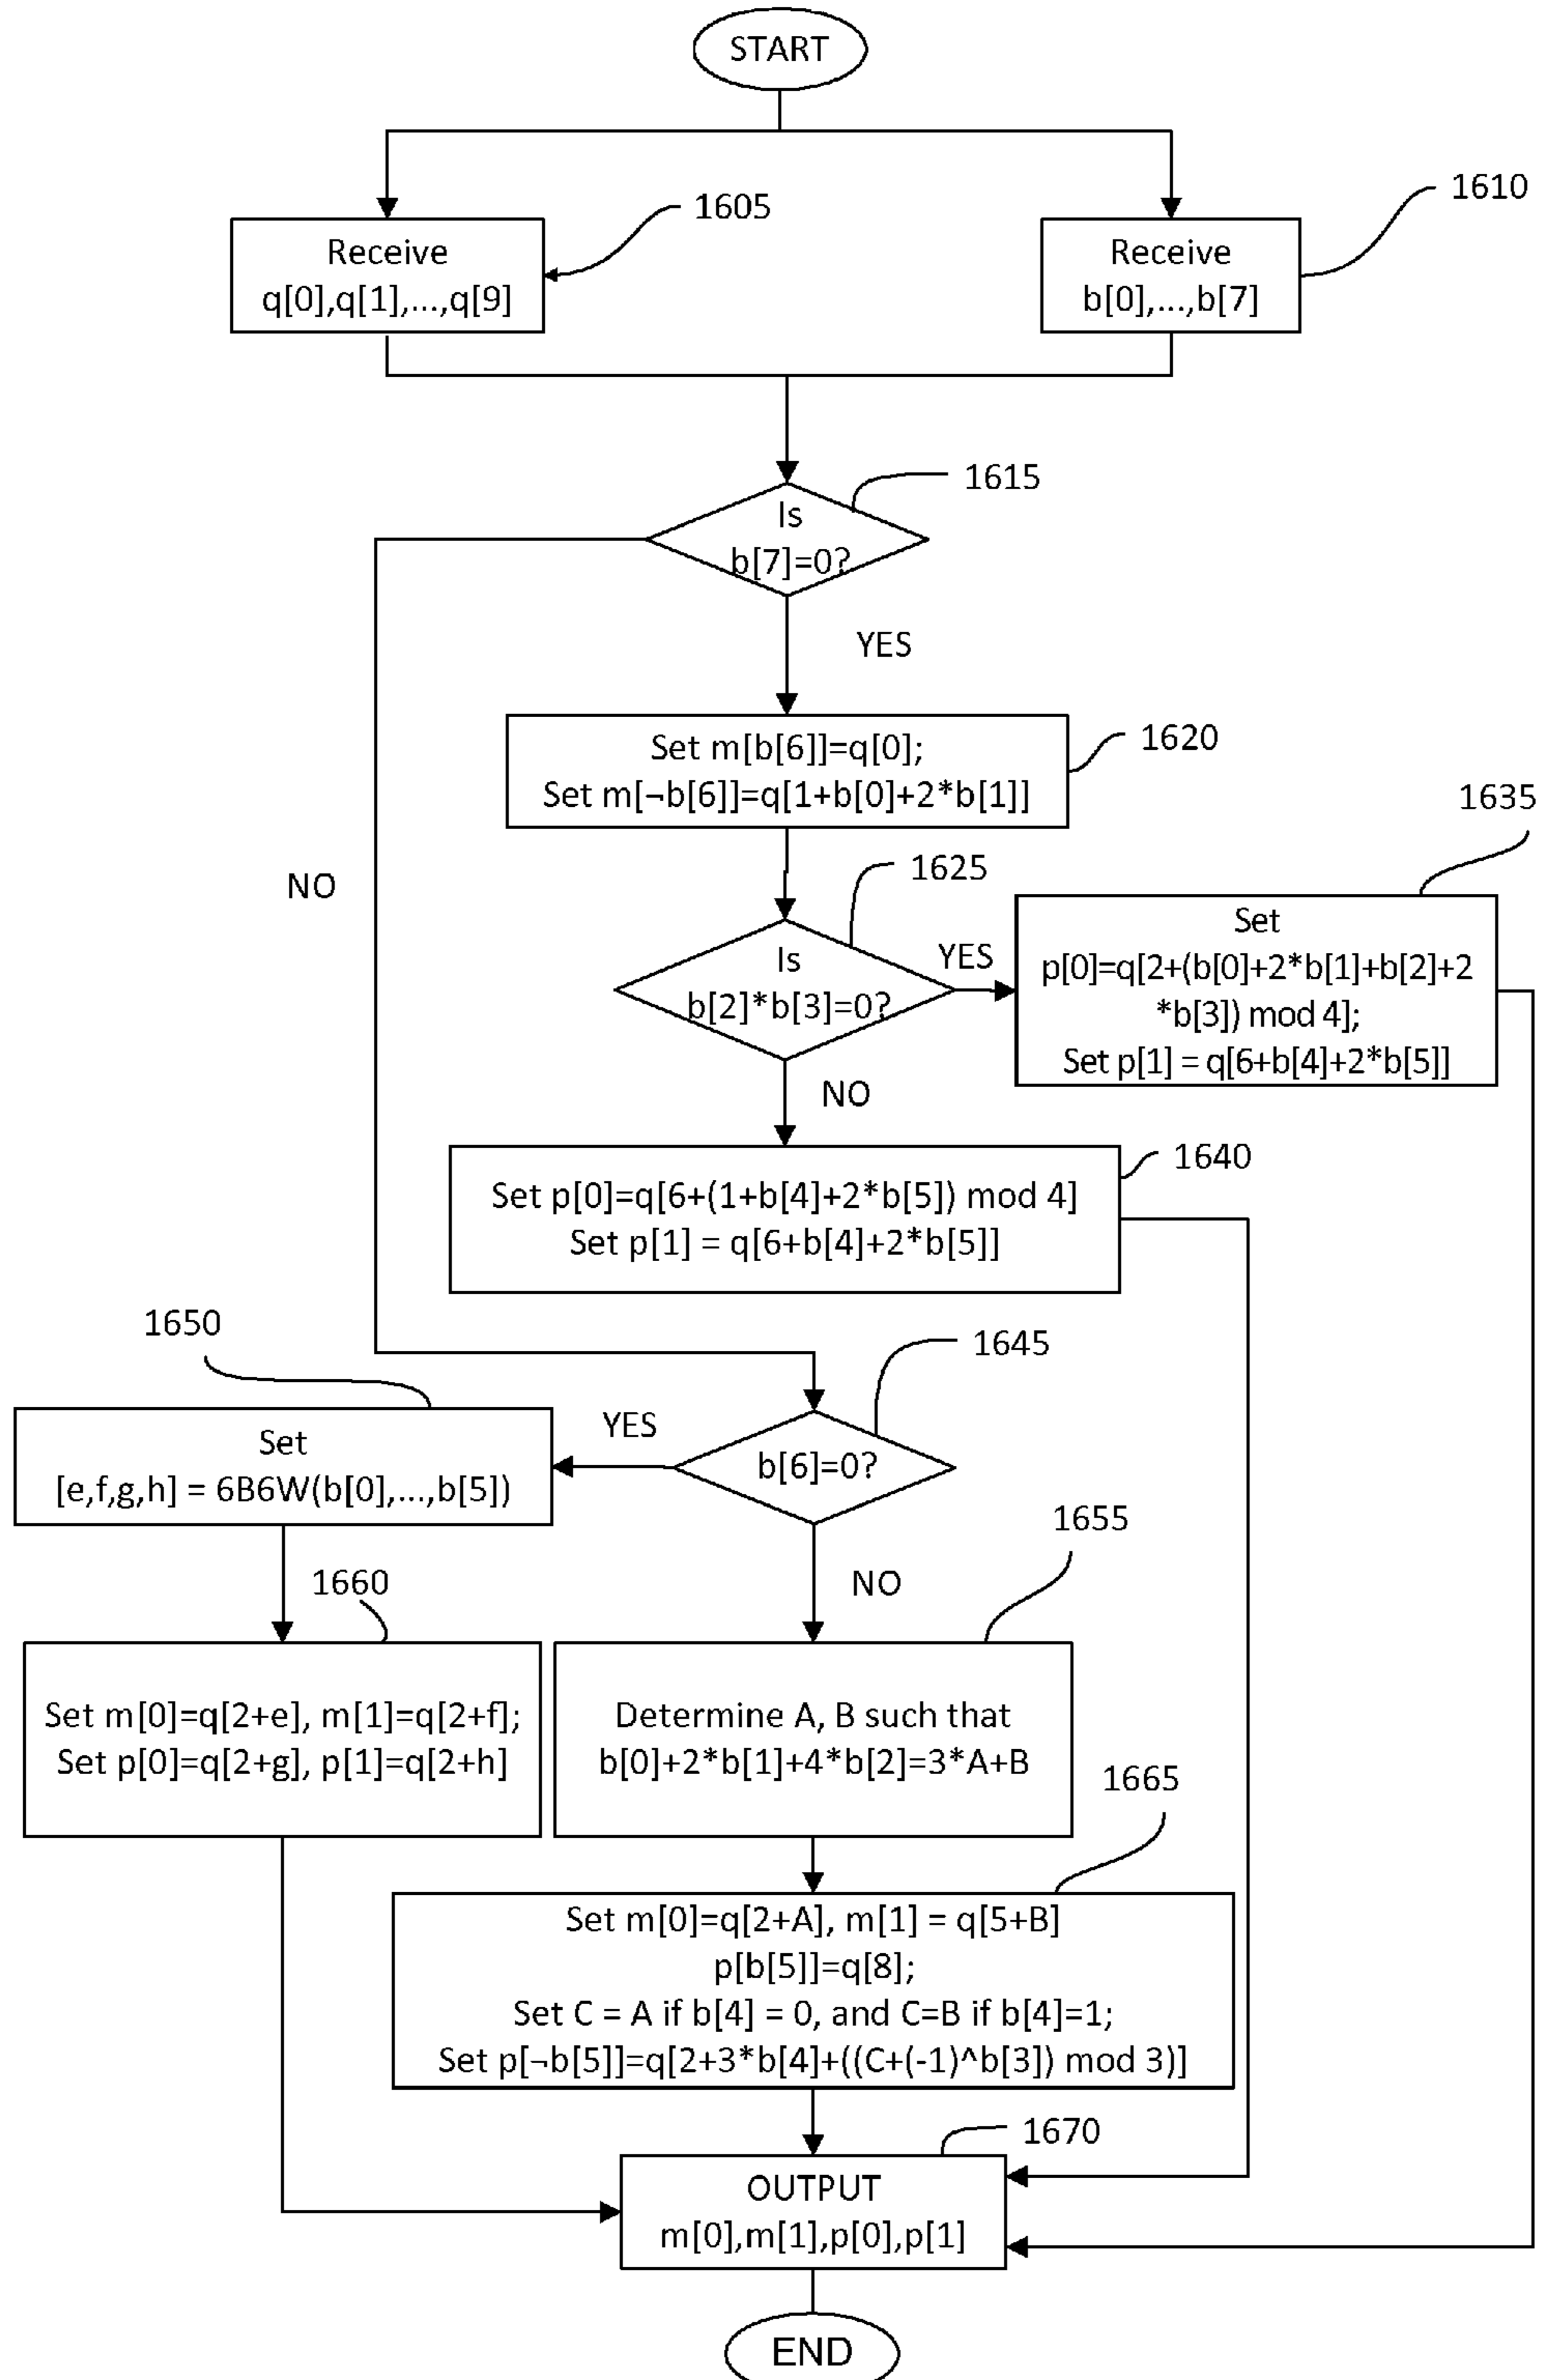 START
1605
1610
Receive
q[0],q[1],...,q[9]
Receive
b[0],...,b[7]
1615
Is
b[7]=0?
YES
NO
Set m[b[6]]=q[0];
Set m[¬b[6]]=q[1+b[0]+2*b[1]]
1620
1625
Is
b[2]*b[3]=0?
YES
1635
Set
p[0]=q[2+(b[0]+2*b[1]+b[2]+2
*b[3]) mod 4];
Set p[1] = q[6+b[4]+2*b[5]]
NO
1640
Set p[0]=q[6+(1+b[4]+2*b[5]) mod 4]
Set p[1] = q[6+b[4]+2*b[5]]
1650
1645
b[6]=0?
YES
Set
[e,f,g,h] = 6B6W(b[0],...,b[5])
NO
1655
1660
Set m[0]=q[2+e], m[1]=q[2+f];
Set p[0]=q[2+g], p[1]=q[2+h]
Determine A, B such that
b[0]+2*b[1]+4*b[2]=3*A+B
1665
Set m[0]=q[2+A], m[1] = q[5+B]
p[b[5]]=q[8];
Set C = A if b[4] = 0, and C=B if b[4]=1;
Set p[¬b[5]]=q[2+3*b[4]+((C+(-1)^b[3]) mod 3)]
1670
OUTPUT
m[0],m[1],p[0],p[1]
END